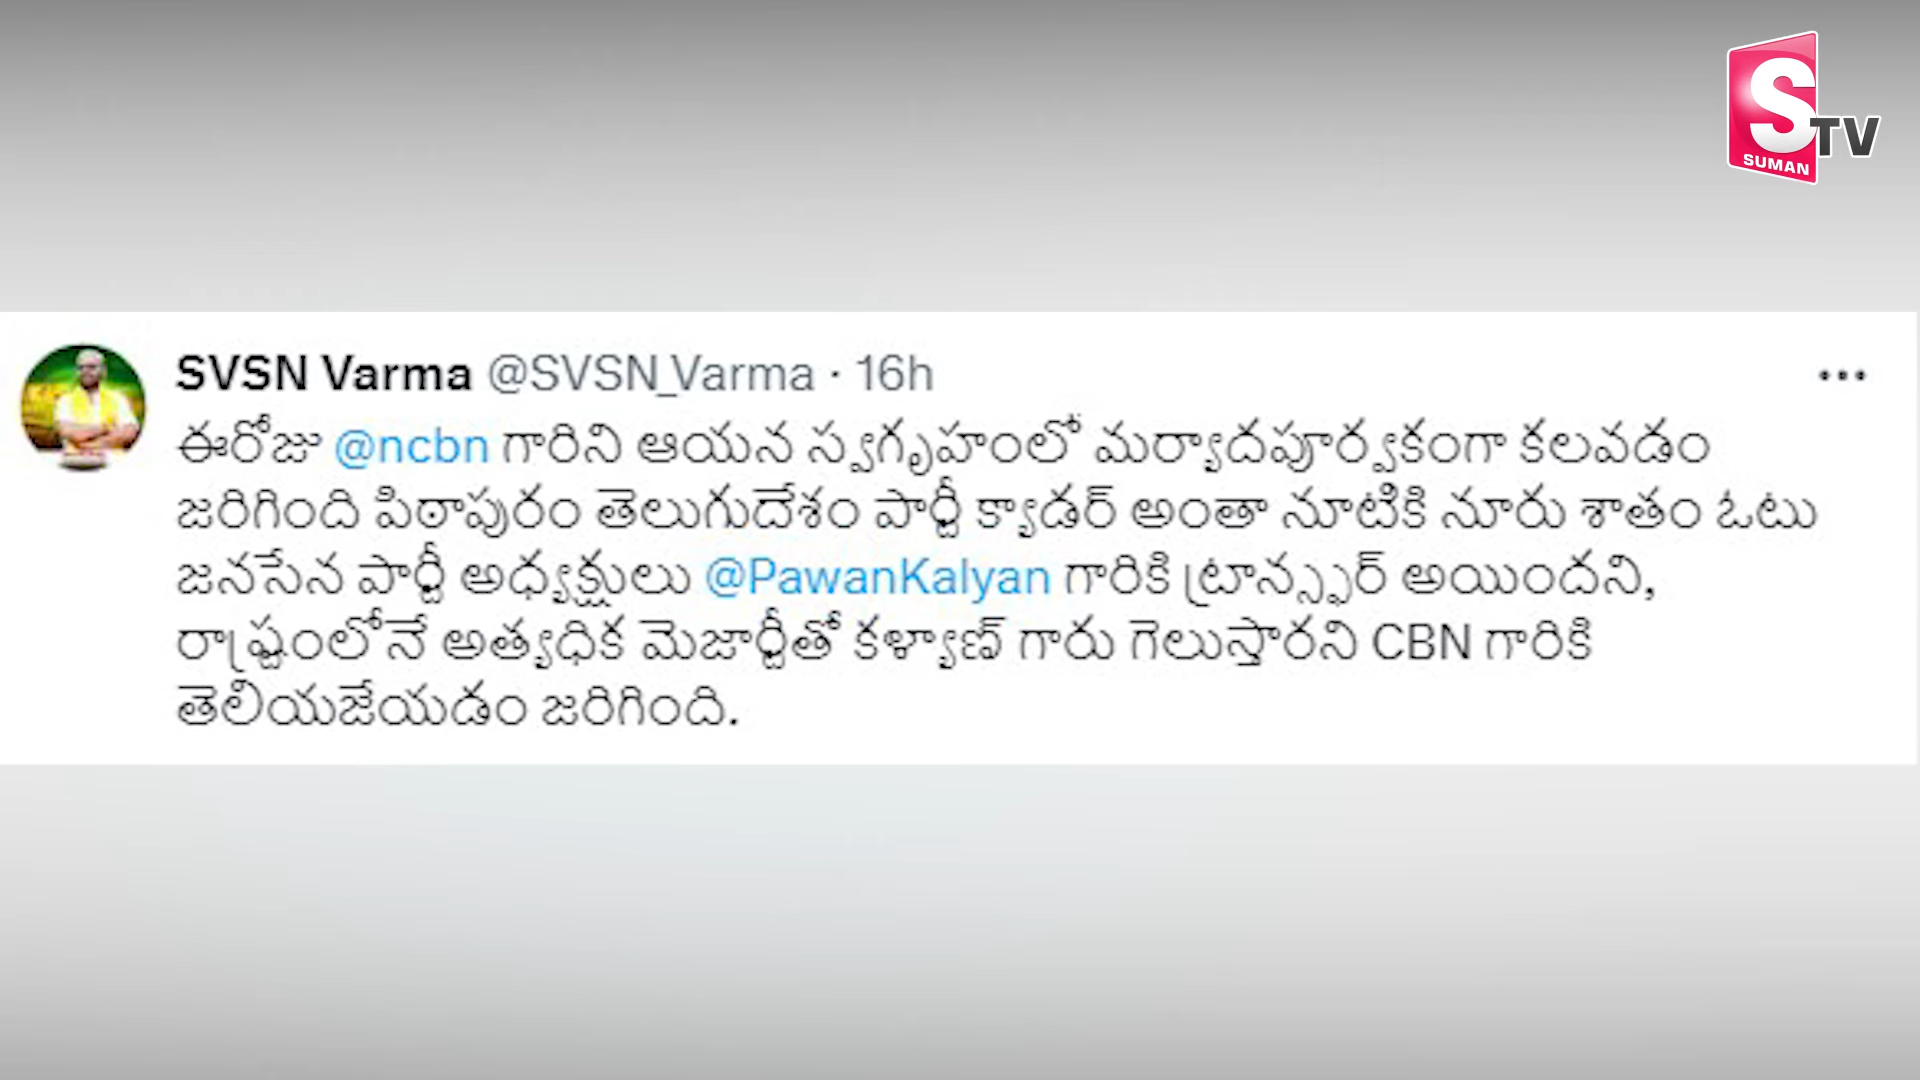 S TV
SUMAN
SVSN Varma @SVSN_Varma · 16h
ఈరోజు @ncbn గారిని ఆయన స్వగృహంలో మర్యాదపూర్వకంగా కలవడం
జరిగింది పిఠాపురం తెలుగుదేశం పార్టీ క్యాడర్ అంతా నూటికి నూరు శాతం ఓటు
జనసేన పార్టీ అధ్యక్షులు @PawanKalyan గారికి ట్రాన్స్ఫర్ అయిందని,
రాష్ట్రంలోనే అత్యధిక మెజార్టీతో కళ్యాణ్ గారు గెలుస్తారని CBN గారికి
తెలియజేయడం జరిగింది.